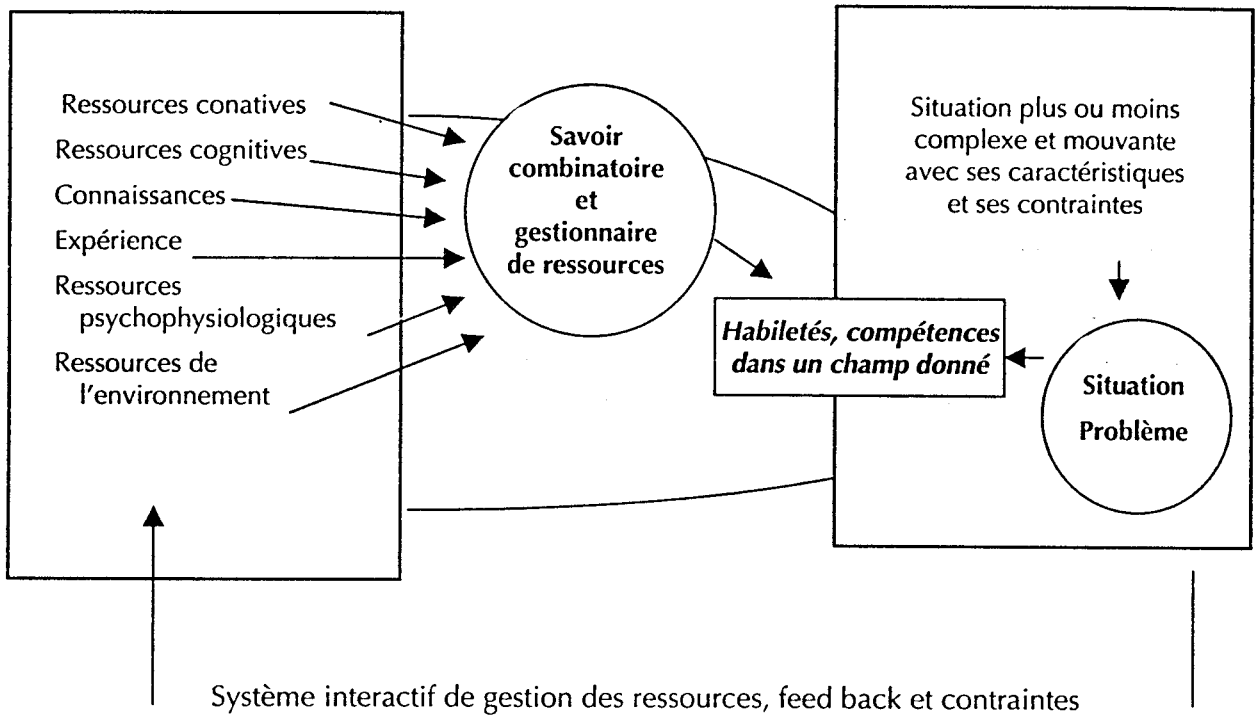 Ressources conatives
Ressources cognitives
Connaissances
Expérience
Ressources
psychophysiologiques
Ressources de
l'environnement
Savoir
combinatoire
et
gestionnaire
de ressources
Habiletés, compétences
dans un champ donné
Situation plus ou moins
complexe et mouvante
avec ses caractéristiques
et ses contraintes
Situation
Problème
Système interactif de gestion des ressources, feed back et contraintes